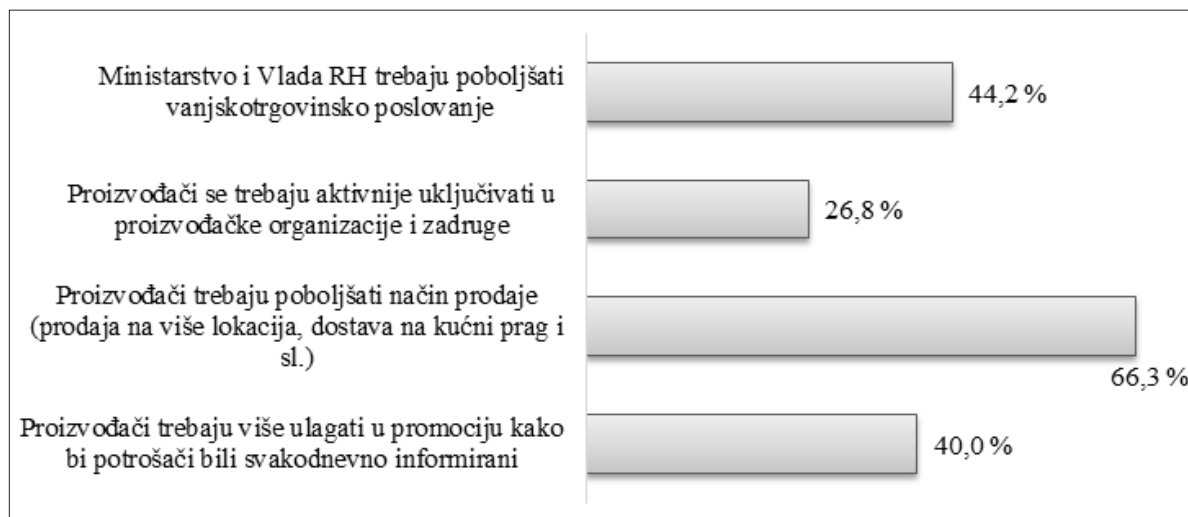 Ministarstvo i Vlada RH trebaju poboljšati
vanjskotrgovinsko poslovanje
44,2 %
Proizvođači se trebaju aktivnije uključivati u
proizvođačke organizacije i zadruge
26,8 %
Proizvođači trebaju poboljšati način prodaje
(prodaja na više lokacija, dostava na kućni prag i
sl.)
66,3 %
Proizvođači trebaju više ulagati u promociju kako
bi potrošači bili svakodnevno informirani
40,0 %